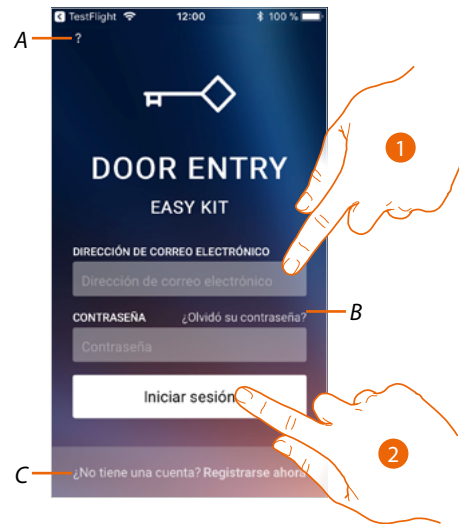 TestFlight 12:00 100 %
A
?
DOOR ENTRY
EASY KIT
1
DIRECCIÓN DE CORREO ELECTRÓNICO
Dirección de correo electrónico
CONTRASEÑA ¿Olvidó su contraseña?
B
Contraseña
Iniciar sesión
2
C
¿No tiene una cuenta? Registrarse ahora